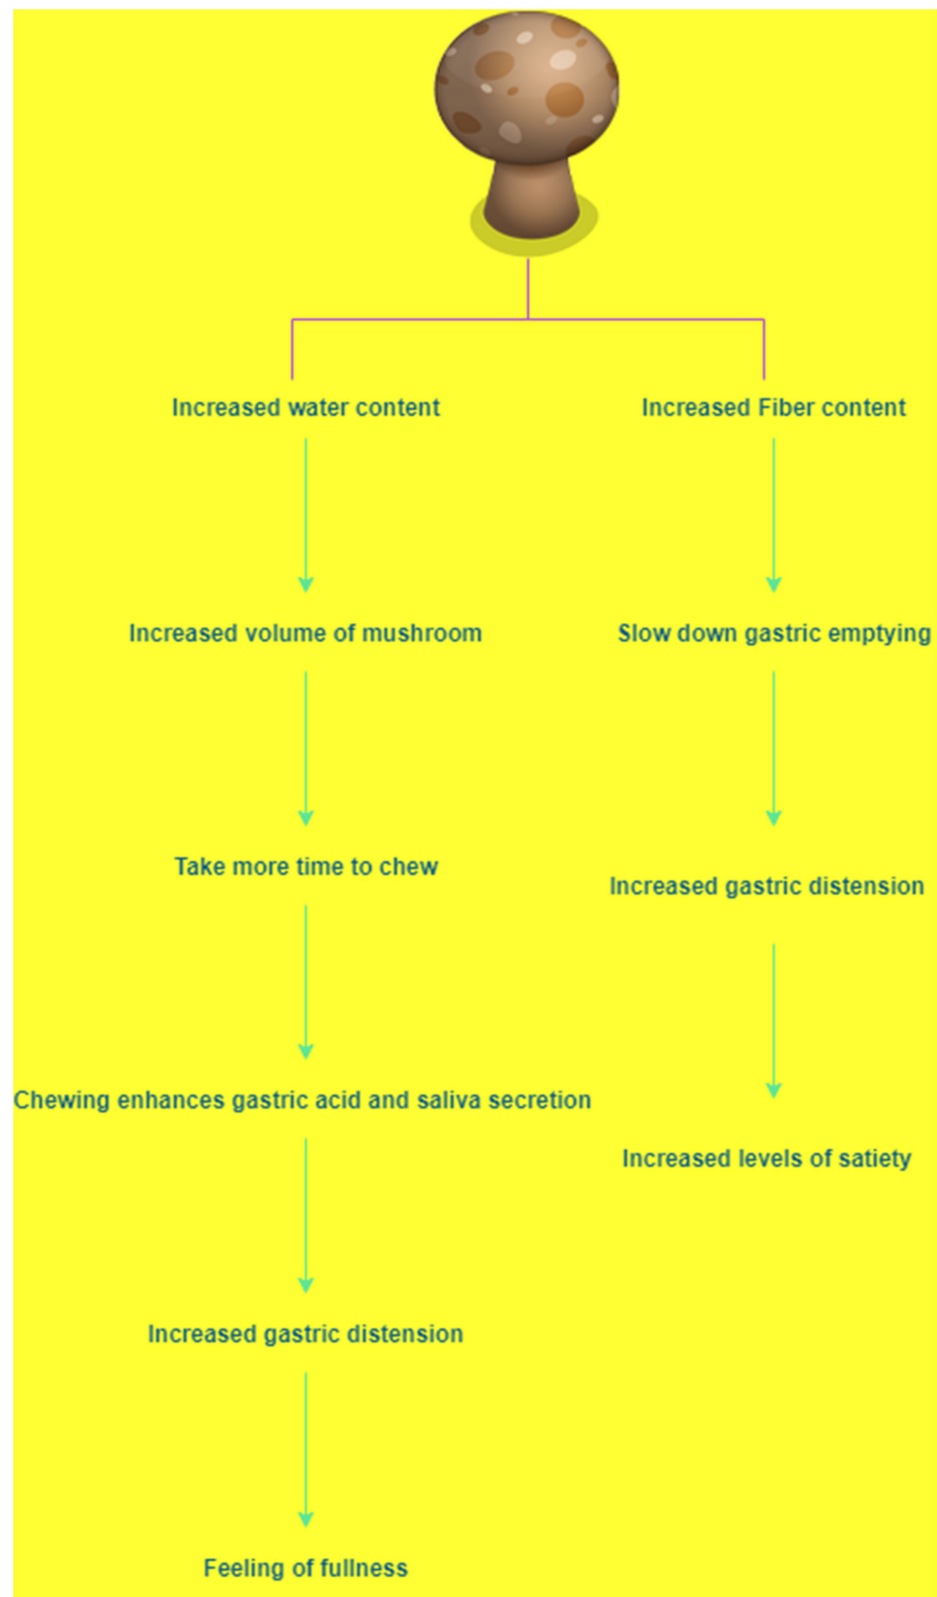 Increased water content
Increased Fiber content
Increased volume of mushroom
Slow down gastric emptying
Take more time to chew
Increased gastric distension
Chewing enhances gastric acid and saliva secretion
Increased levels of satiety
Increased gastric distension
Feeling of fullness